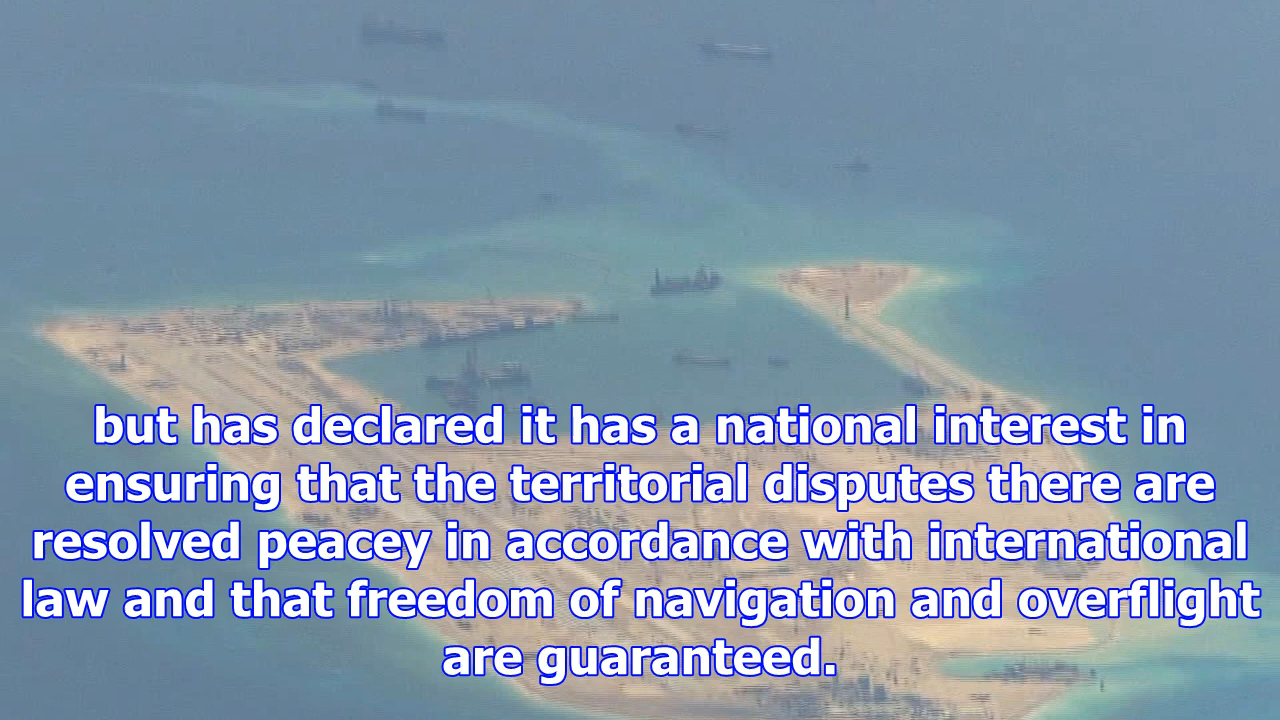 but has declared it has a national interest in
ensuring that the territorial disputes there are
resolved peacey in accordance with international
law and that freedom of navigation and overflight
are guaranteed.